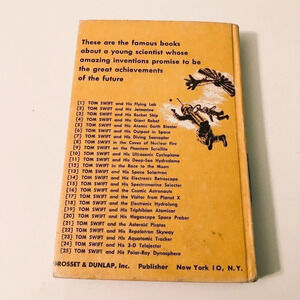 These are the famous books
about a young scientist whose
amazing inventions promise to be
the great achievements
of the future
[1] TOM SWIFT and His Flying Lab
[2] TOM SWIFT and His Jetmarine
[3] TOM SWIFT and His Rocket Ship
[4] TOM SWIFT and His Giant Robot
[5] TOM SWIFT and His Atomic Earth Blaster
[6] TOM SWIFT and His Outpost in Space
[7] TOM SWIFT and His Diving Seacopter
[8] TOM SWIFT in the Caves of Nuclear Fire
[9] TOM SWIFT on the Phantom Satellite
[10] TOM SWIFT and His Ultrasonic Cycloplane
[11] TOM SWIFT and His Deep-Sea Hydrodome
[12] TOM SWIFT in the Race to the Moon
[13] TOM SWIFT and His Space Solartron
[14] TOM SWIFT and His Electronic Retroscope
[15] TOM SWIFT and His Spectromarine Selector
[16] TOM SWIFT and the Cosmic Astronauts
[17] TOM SWIFT and the Visitor from Planet X
[18] TOM SWIFT and the Electronic Hydrolung
[19] TOM SWIFT and His Triphibian Atomicar
[20] TOM SWIFT and His Megascope Space Prober
[21] TOM SWIFT and the Asteroid Pirates
[22] TOM SWIFT and His Repelatron Skyway
[23] TOM SWIFT and His Aquatomic Tracker
[24] TOM SWIFT and His 3-D Telejector
[25] TOM SWIFT and His Polar-Ray Dynasphere
GROSSET & DUNLAP, Inc. Publisher New York 10, N.Y.